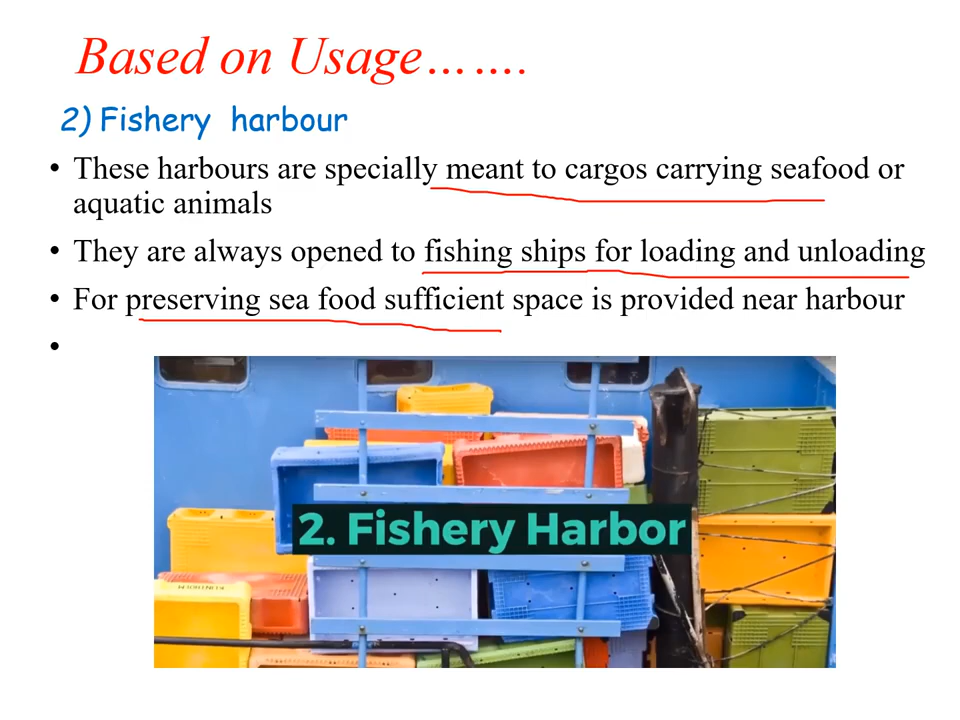 Based on Usage…….
2) Fishery harbour
• These harbours are specially meant to cargos carrying seafood or
aquatic animals
• They are always opened to fishing ships for loading and unloading
• For preserving sea food sufficient space is provided near harbour
•
2. Fishery Harbor